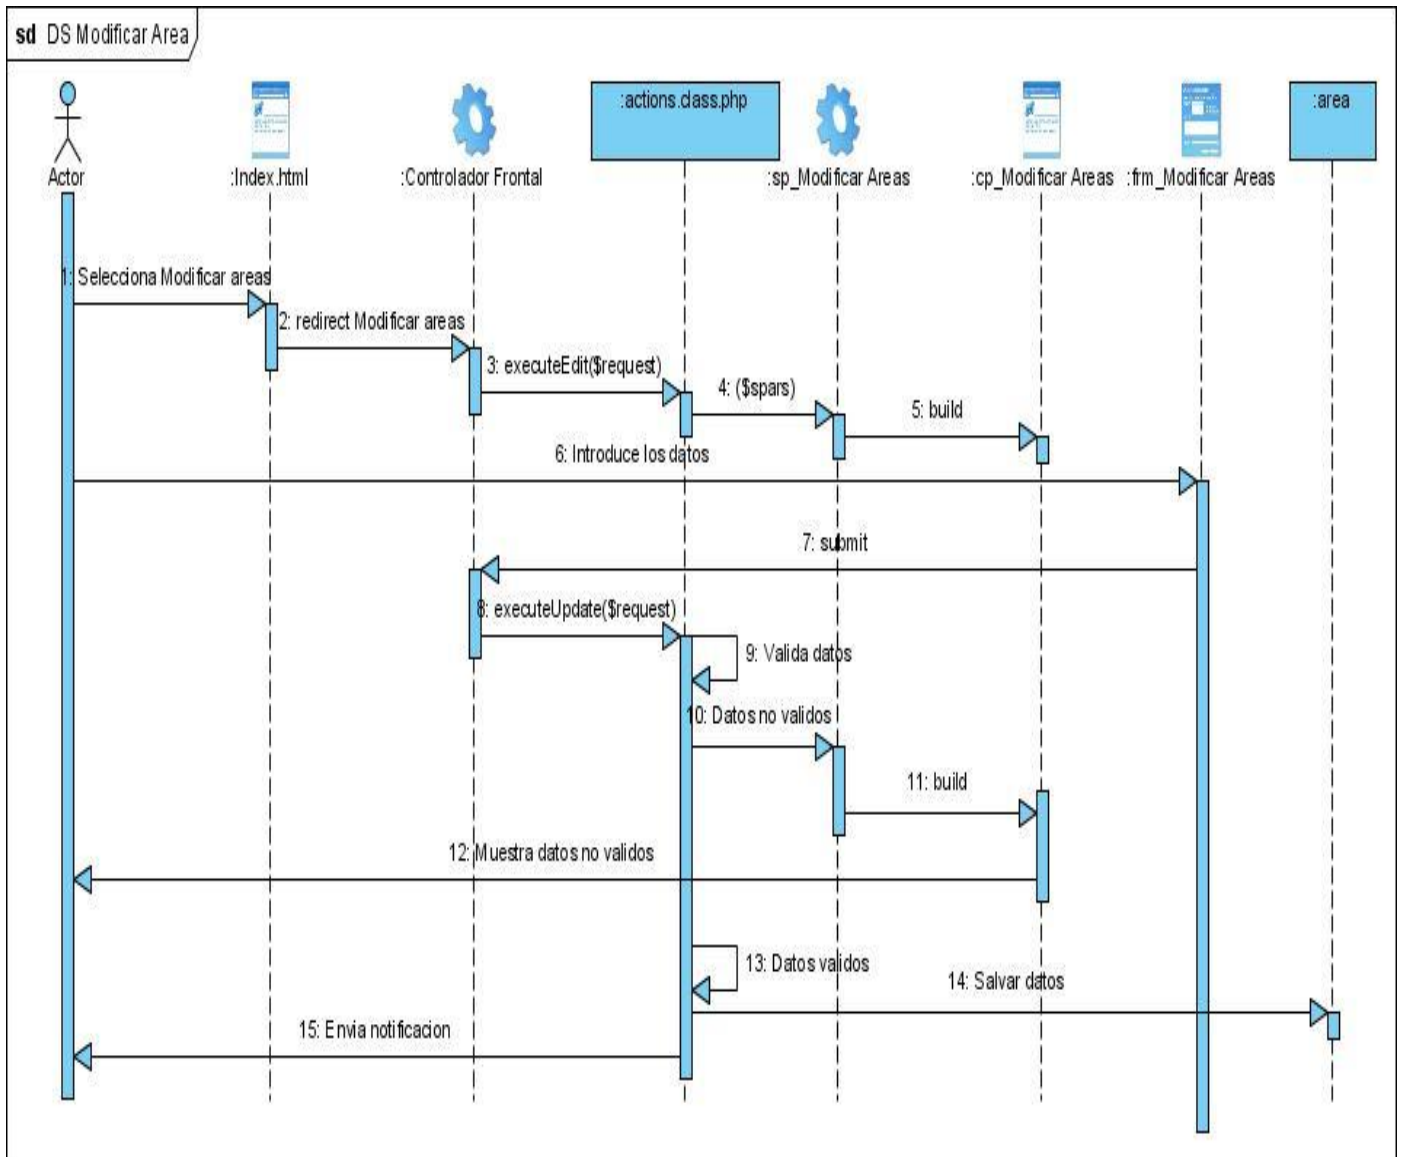 sd DS Modificar Area
:actions.class.php
:area
Actor
:Index.html
:Controlador Frontal
:sp_Modificar Areas
:cp_Modificar Areas
:frm_Modificar Areas
1: Selecciona Modificar areas
2: redirect Modificar areas
3: executeEdit($request)
4: ($spars)
5: build
6: Introduce los datos
7: submit
8: executeUpdate($request)
9: Valida datos
10: Datos no validos
11: build
12: Muestra datos no validos
13: Datos validos
14: Salvar datos
15: Envia notificacion